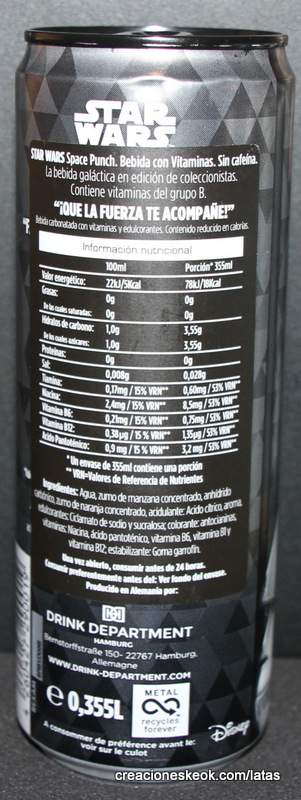 STAR
WARS
STAR WARS Space Punch. Bebida con Vitaminas. Sin cafeína.
La bebida galáctica en edición de coleccionistas.
Contiene vitaminas del grupo B.
“¡QUE LA FUERZA TE ACOMPAÑE!”
Bebida carbonatada con vitaminas y edulcorantes. Contenido reducido en calorías.
Información nutricional
100ml Porción* 355ml
Valor energético: 22kJ/5Kcal 78kJ/18Kcal
Grasas: 0g 0g
De las cuales saturadas: 0g 0g
Hidratos de carbono: 1,0g 3,55g
De los cuales azúcares: 1,0g 3,55g
Proteínas: 0g 0g
Sal: 0,008g 0,028g
Tiamina: 0,17mg / 15% VRN** 0,60mg / 53% VRN**
Niacina: 2,4mg / 15% VRN** 8,5mg / 53% VRN**
Vitamina B6: 0,21mg / 15% VRN** 0,75mg / 53% VRN**
Vitamina B12: 0,38µg / 15% VRN** 1,35µg / 53% VRN**
Ácido Pantoténico: 0,9 mg / 15% VRN** 3,2 mg / 53% VRN**
* Un envase de 355ml contiene una porción
** VRN=Valores de Referencia de Nutrientes
Ingredientes: Agua, zumo de manzana concentrado, anhídrido
carbónico, zumo de naranja concentrado, acidulante: Ácido cítrico, aroma,
edulcorantes: Ciclamato de sodio y sucralosa; colorante: antocianinas,
vitaminas: Niacina, ácido pantoténico, vitamina B6, vitamina B1 y
vitamina B12, estabilizante: Goma garrofín.
Una vez abierto, consumir antes de 24 horas.
Consumir preferentemente antes del: Ver fondo del envase.
Producido en Alemania por:
DRINK DEPARTMENT
HAMBURG
Bernstorffstraße 150- 22767 Hamburg,
Allemagne
WWW.DRINK-DEPARTMENT.COM
e 0,355L
METAL
recycles
forever
Disney
A consommer de préférence avant le:
voir sur le culot
creacioneskeok.com/latas